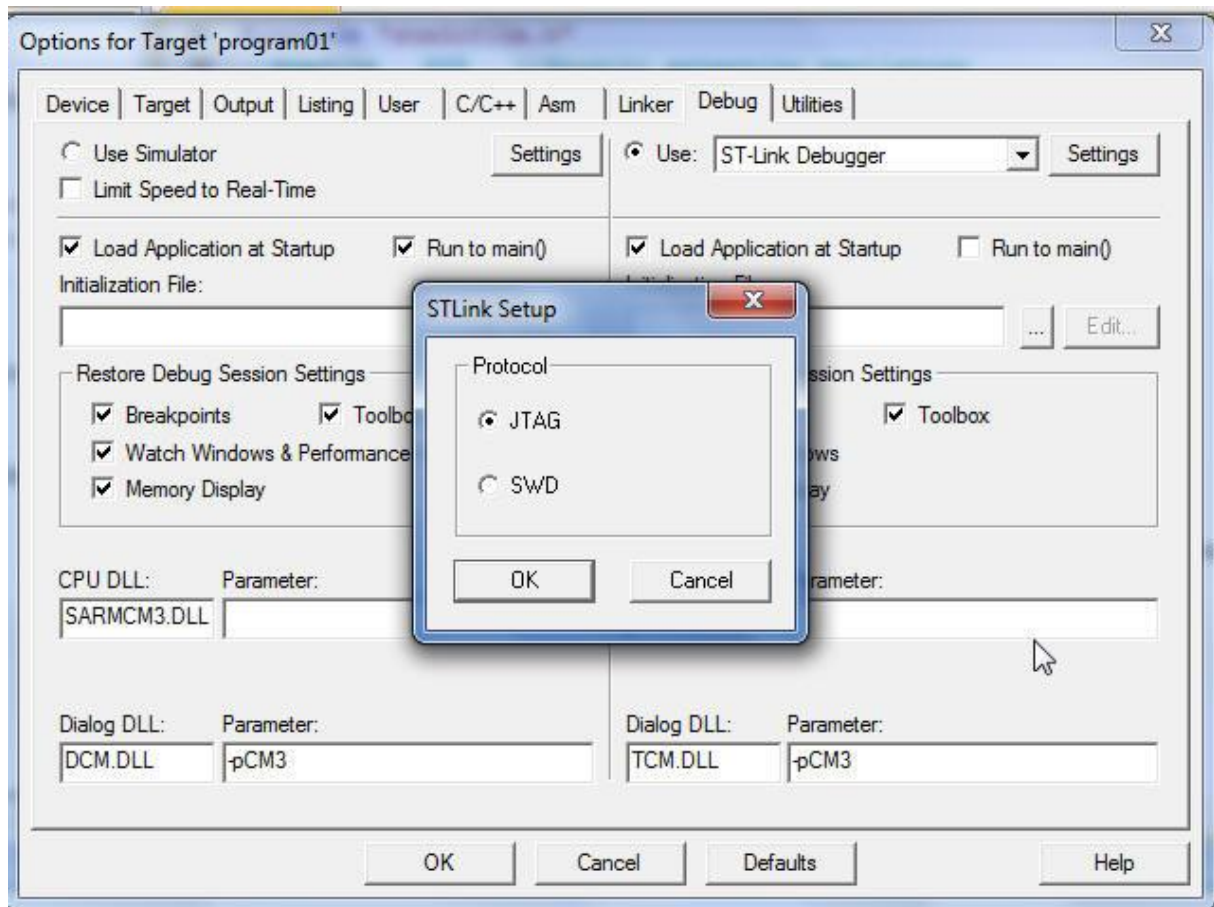 Options for Target 'program01'
Device Target Output Listing User C/C++ Asm Linker Debug Utilities
Use Simulator Settings Use: ST-Link Debugger Settings
Limit Speed to Real-Time
Load Application at Startup Run to main() Load Application at Startup Run to main()
Initialization File:
... Edit...
STLink Setup
Protocol
JTAG
SWD
OK Cancel
Restore Debug Session Settings Settings
Breakpoints Toolbox
Watch Windows & Performance
Memory Display
CPU DLL: Parameter:
SARMCM3.DLL
Dialog DLL: Parameter: Dialog DLL: Parameter:
DCM.DLL -pCM3 TCM.DLL -pCM3
OK Cancel Defaults Help